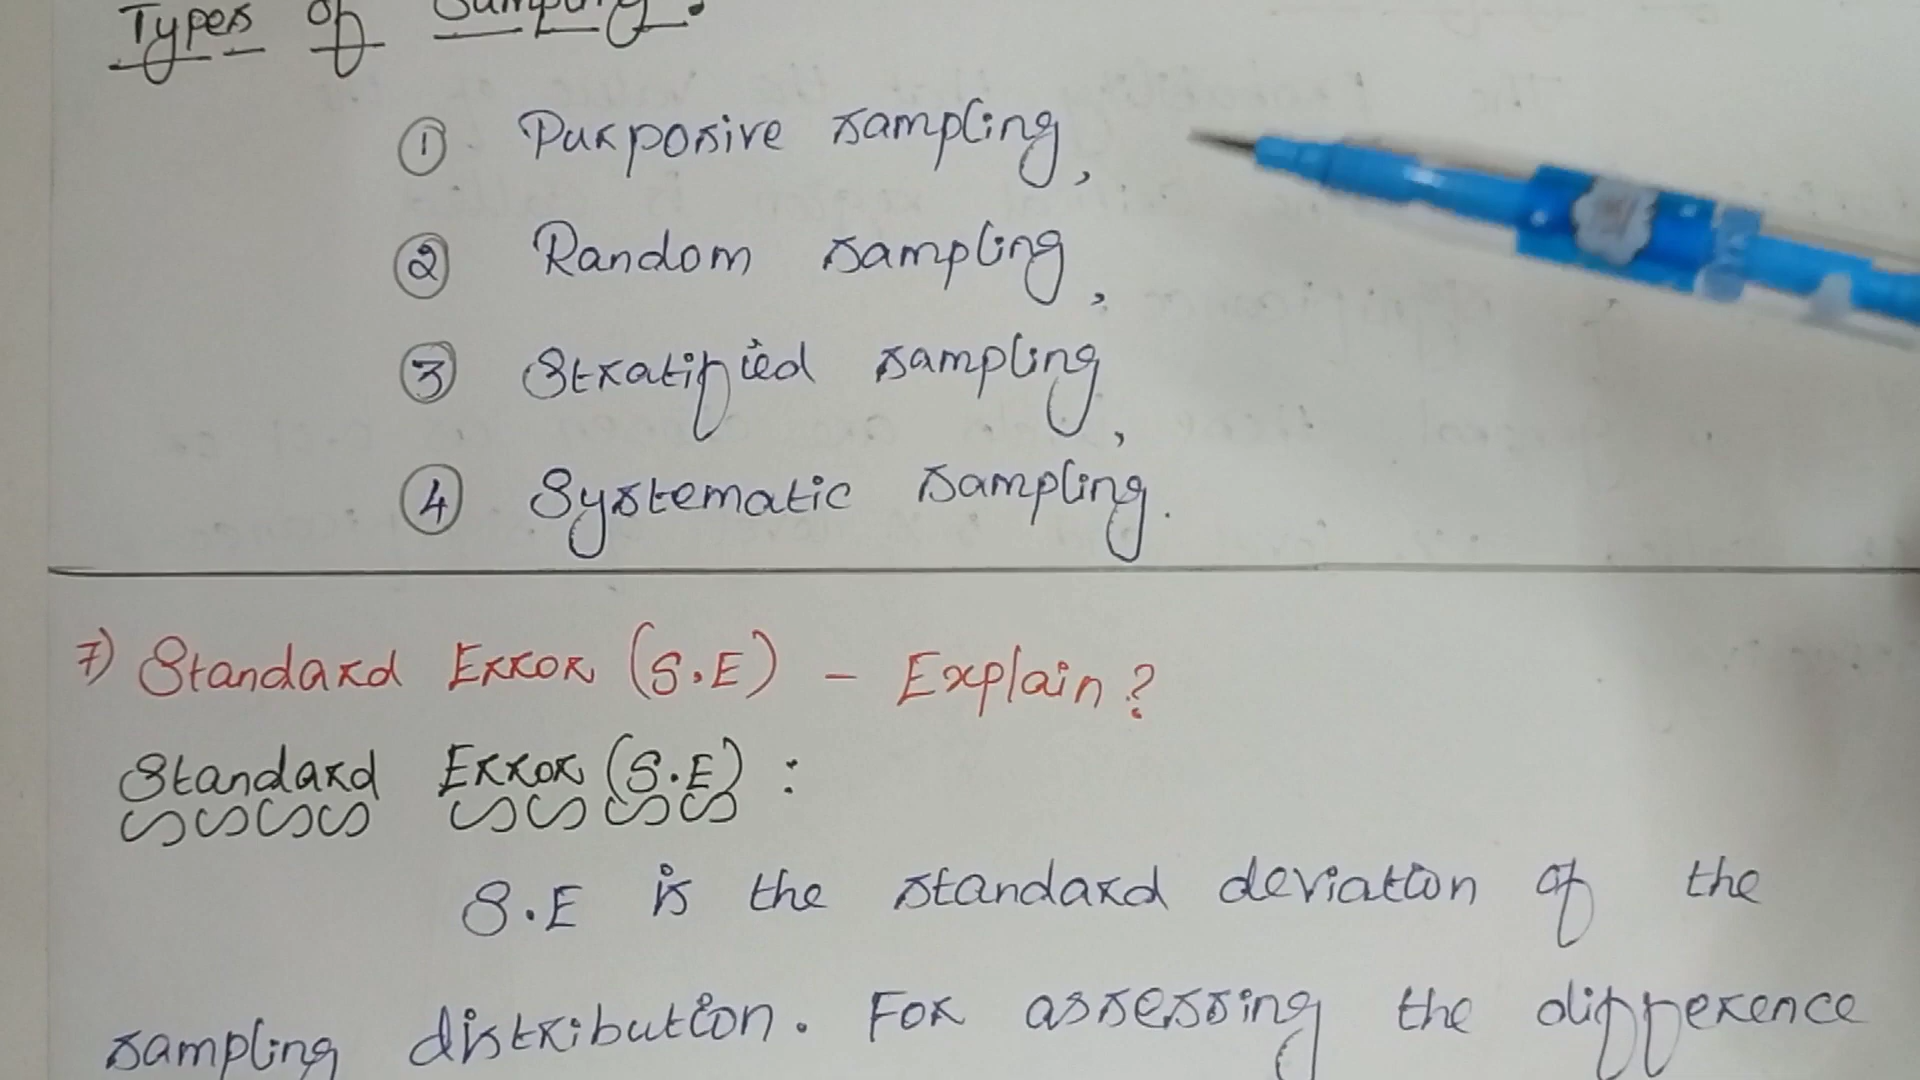 Types of Sampling:
① Purposive sampling,
② Random sampling,
③ Stratified sampling,
④ Systematic sampling.
7) Standard Error (S.E) - Explain?
Standard Error (S.E) :
S.E is the standard deviation of the
sampling distribution. For assessing the difference